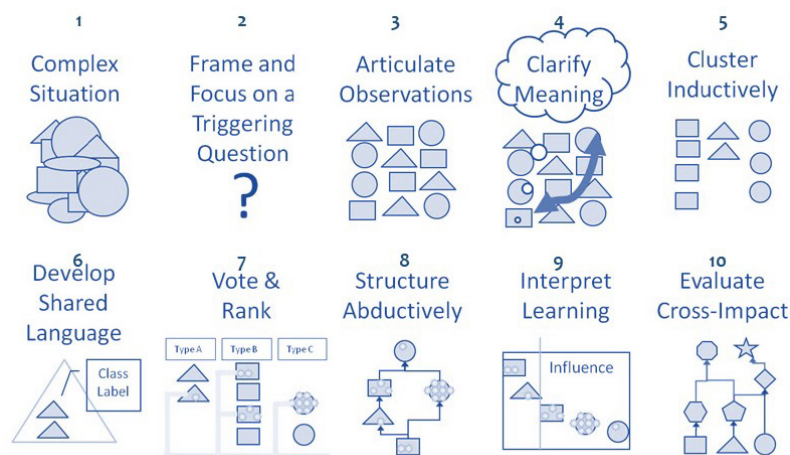 1
Complex
Situation
2
Frame and
Focus on a
Triggering
Question
?
3
Articulate
Observations
4
Clarify
Meaning
5
Cluster
Inductively
6
Develop
Shared
Language
Class
Label
7
Vote &
Rank
Type A
Type B
Type C
8
Structure
Abductively
9
Interpret
Learning
Influence
10
Evaluate
Cross-Impact